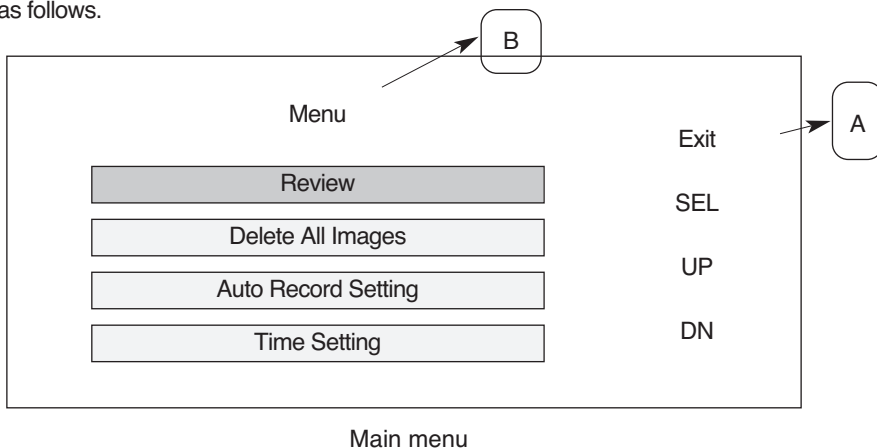 as follows.
B
Menu
A
Exit
Review
SEL
Delete All Images
UP
Auto Record Setting
DN
Time Setting
Main menu